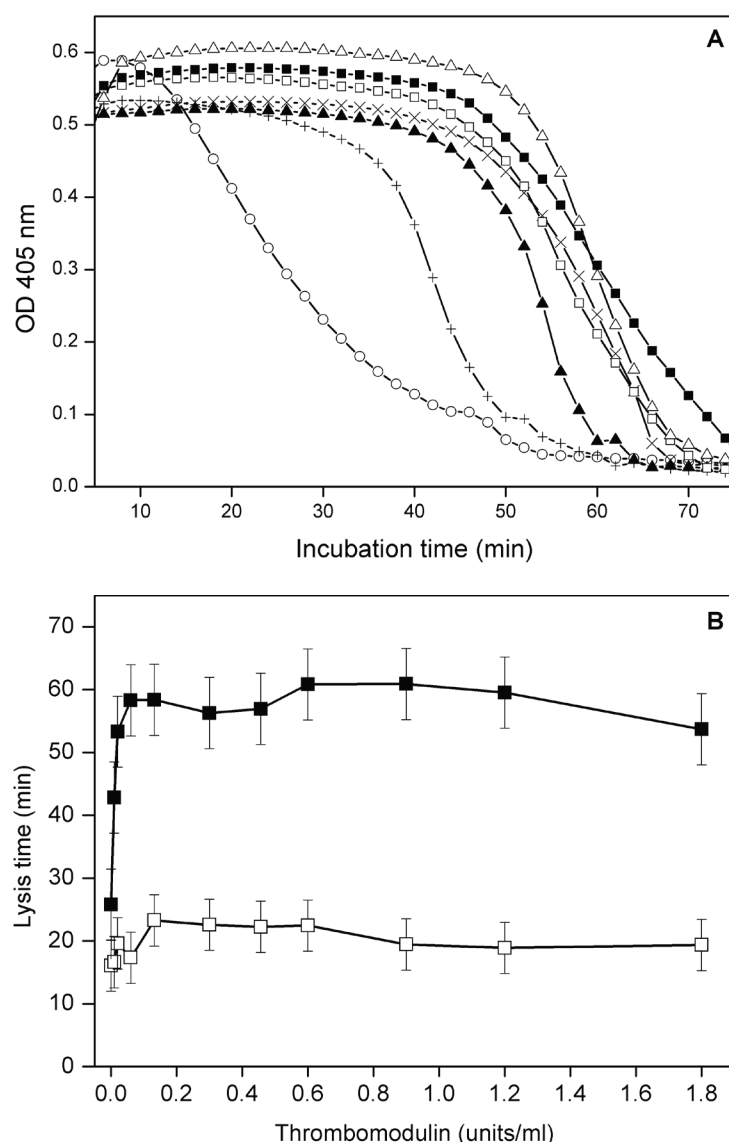 A
0.6
0.5
0.4
0.3
0.2
0.1
0.0
OD 405 nm
10 20 30 40 50 60 70
Incubation time (min)
B
70
60
50
40
30
20
10
0
Lysis time (min)
0.0 0.2 0.4 0.6 0.8 1.0 1.2 1.4 1.6 1.8
Thrombomodulin (units/ml)